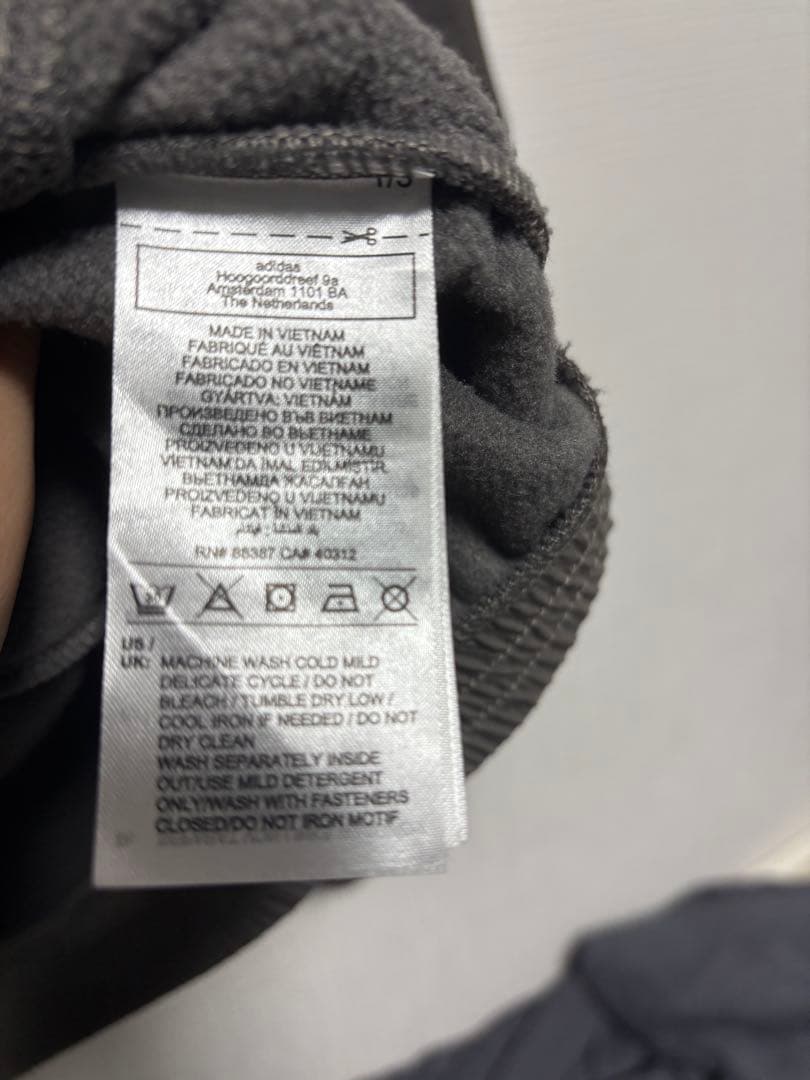 1/5
adidas
Hoogoorddreef 9a
Amsterdam 1101 BA
The Netherlands
MADE IN VIETNAM
FABRIQUÉ AU VIÊTNAM
FABRICADO EN VIETNAM
FABRICADO NO VIETNAME
GYÁRTVA: VIETNÁM
ПРОИЗВЕДЕНО ВЪВ ВИЕТНАМ
СДЕЛАНО ВО ВЬЕТНАМЕ
PROIZVEDENO U VIJETNAMU
VIETNAM'DA İMAL EDİLMİŞTİR.
ВЬЕТНАМДА ЖАСАЛҒАН
PROIZVEDENO U VIJETNAMU
FABRICAT ÎN VIETNAM
RN# 88387 CA# 40312
US /
UK: MACHINE WASH COLD MILD
DELICATE CYCLE / DO NOT
BLEACH / TUMBLE DRY LOW /
COOL IRON IF NEEDED / DO NOT
DRY CLEAN
WASH SEPARATELY INSIDE
OUT/USE MILD DETERGENT
ONLY/WASH WITH FASTENERS
CLOSED/DO NOT IRON MOTIF